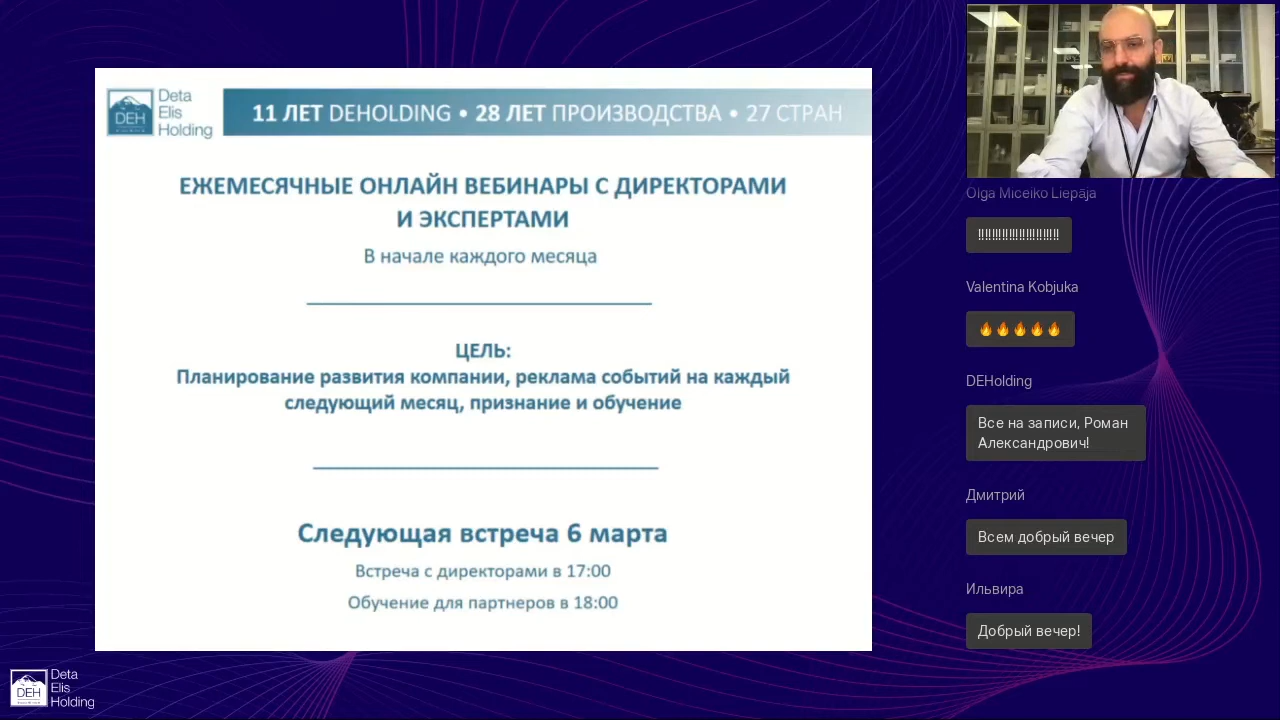 Deta
Elis
Holding
DEH
11 ЛЕТ DEHOLDING • 28 ЛЕТ ПРОИЗВОДСТВА • 27 СТРАН
ЕЖЕМЕСЯЧНЫЕ ОНЛАЙН ВЕБИНАРЫ С ДИРЕКТОРАМИ
И ЭКСПЕРТАМИ
В начале каждого месяца
ЦЕЛЬ:
Планирование развития компании, реклама событий на каждый
следующий месяц, признание и обучение
Следующая встреча 6 марта
Встреча с директорами в 17:00
Обучение для партнеров в 18:00
Olga Miceiko Liepāja
!!!!!!!!!!!!!!!!!!!!!!!!
Valentina Kobjuka
🔥🔥🔥🔥🔥
DEHolding
Все на записи, Роман
Александрович!
Дмитрий
Всем добрый вечер
Ильвира
Добрый вечер!
Deta
Elis
Holding
DEH